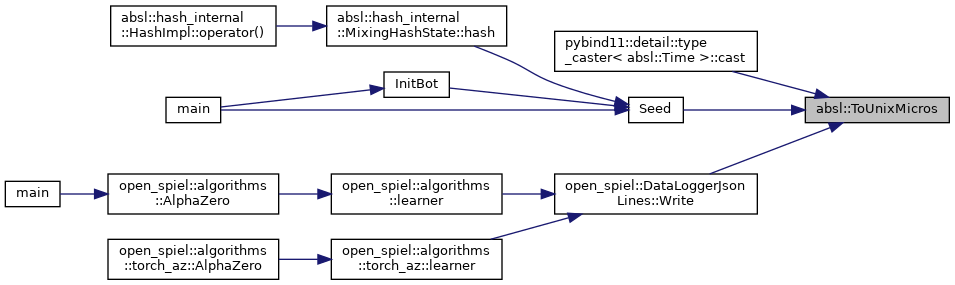 absl::hash_internal
::HashImpl::operator()
absl::hash_internal
::MixingHashState::hash
pybind11::detail::type
_caster< absl::Time >::cast
InitBot
main
Seed
absl::ToUnixMicros
main
open_spiel::algorithms
::AlphaZero
open_spiel::algorithms
::learner
open_spiel::DataLoggerJson
Lines::Write
open_spiel::algorithms
::torch_az::AlphaZero
open_spiel::algorithms
::torch_az::learner